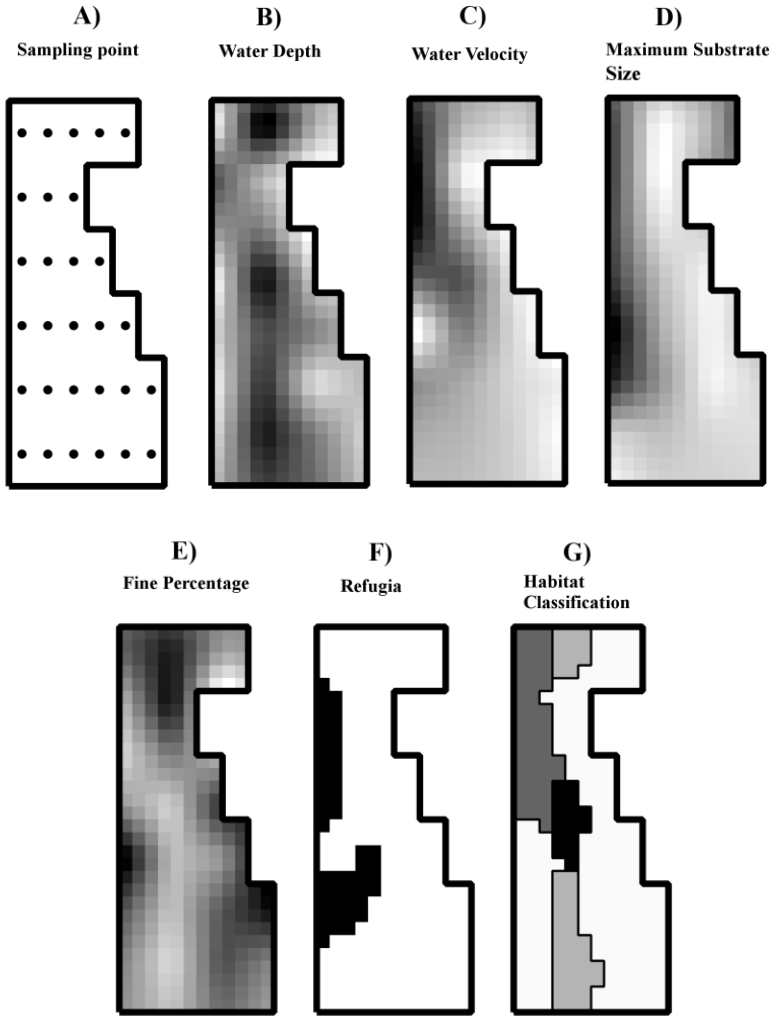 A)
Sampling point
B)
Water Depth
C)
Water Velocity
D)
Maximum Substrate
Size
E)
Fine Percentage
F)
Refugia
G)
Habitat
Classification